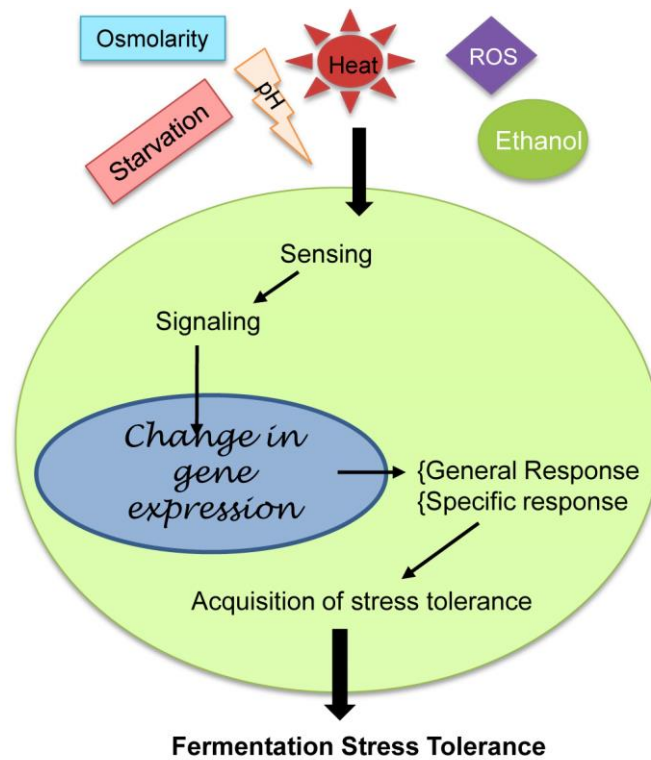 Osmolarity
Heat
ROS
pH
Starvation
Ethanol
Sensing
Signaling
Change in
gene
expression
{General Response
{Specific response
Acquisition of stress tolerance
Fermentation Stress Tolerance